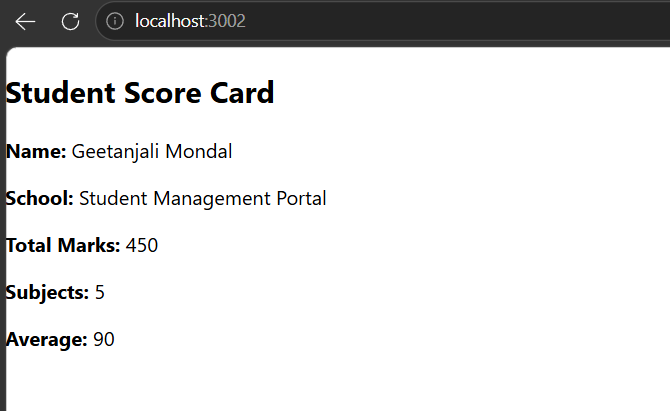 localhost:3002
Student Score Card
Name: Geetanjali Mondal
School: Student Management Portal
Total Marks: 450
Subjects: 5
Average: 90